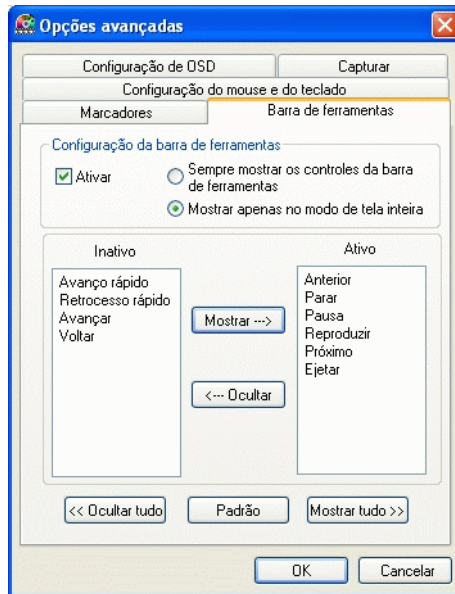 Opções avançadas
Configuração de OSD
Capturar
Configuração do mouse e do teclado
Marcadores
Barra de ferramentas
Configuração da barra de ferramentas
Ativar
Sempre mostrar os controles da barra
de ferramentas
Mostrar apenas no modo de tela inteira
Inativo
Avanço rápido
Retrocesso rápido
Avançar
Voltar
Mostrar --->
<--- Ocultar
Ativo
Anterior
Parar
Pausa
Reproduzir
Próximo
Ejetar
<< Ocultar tudo
Padrão
Mostrar tudo >>
OK
Cancelar